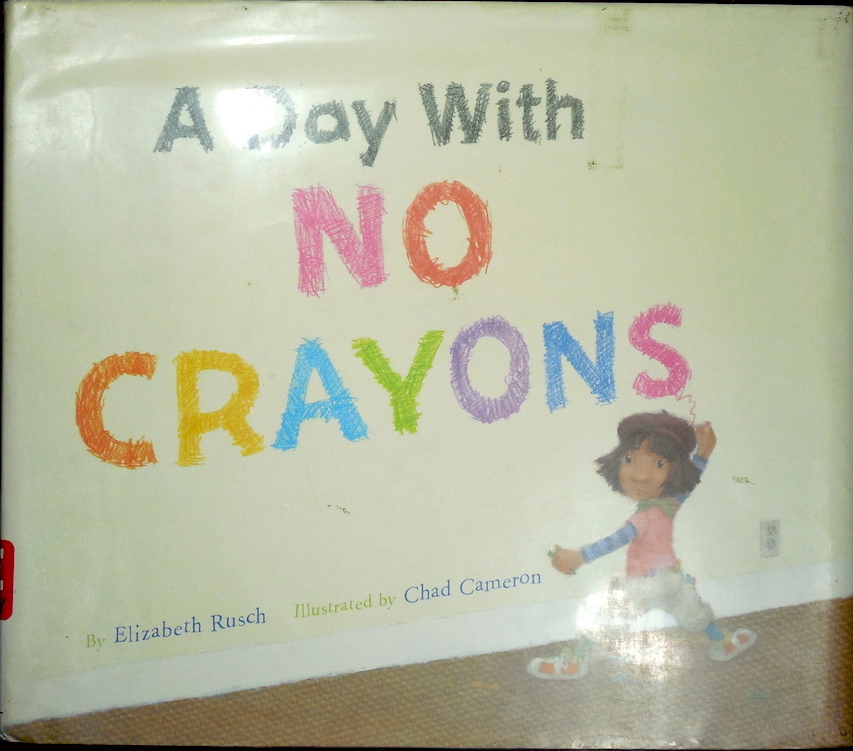 A Day With
NO
CRAYONS
By Elizabeth Rusch Illustrated by Chad Cameron